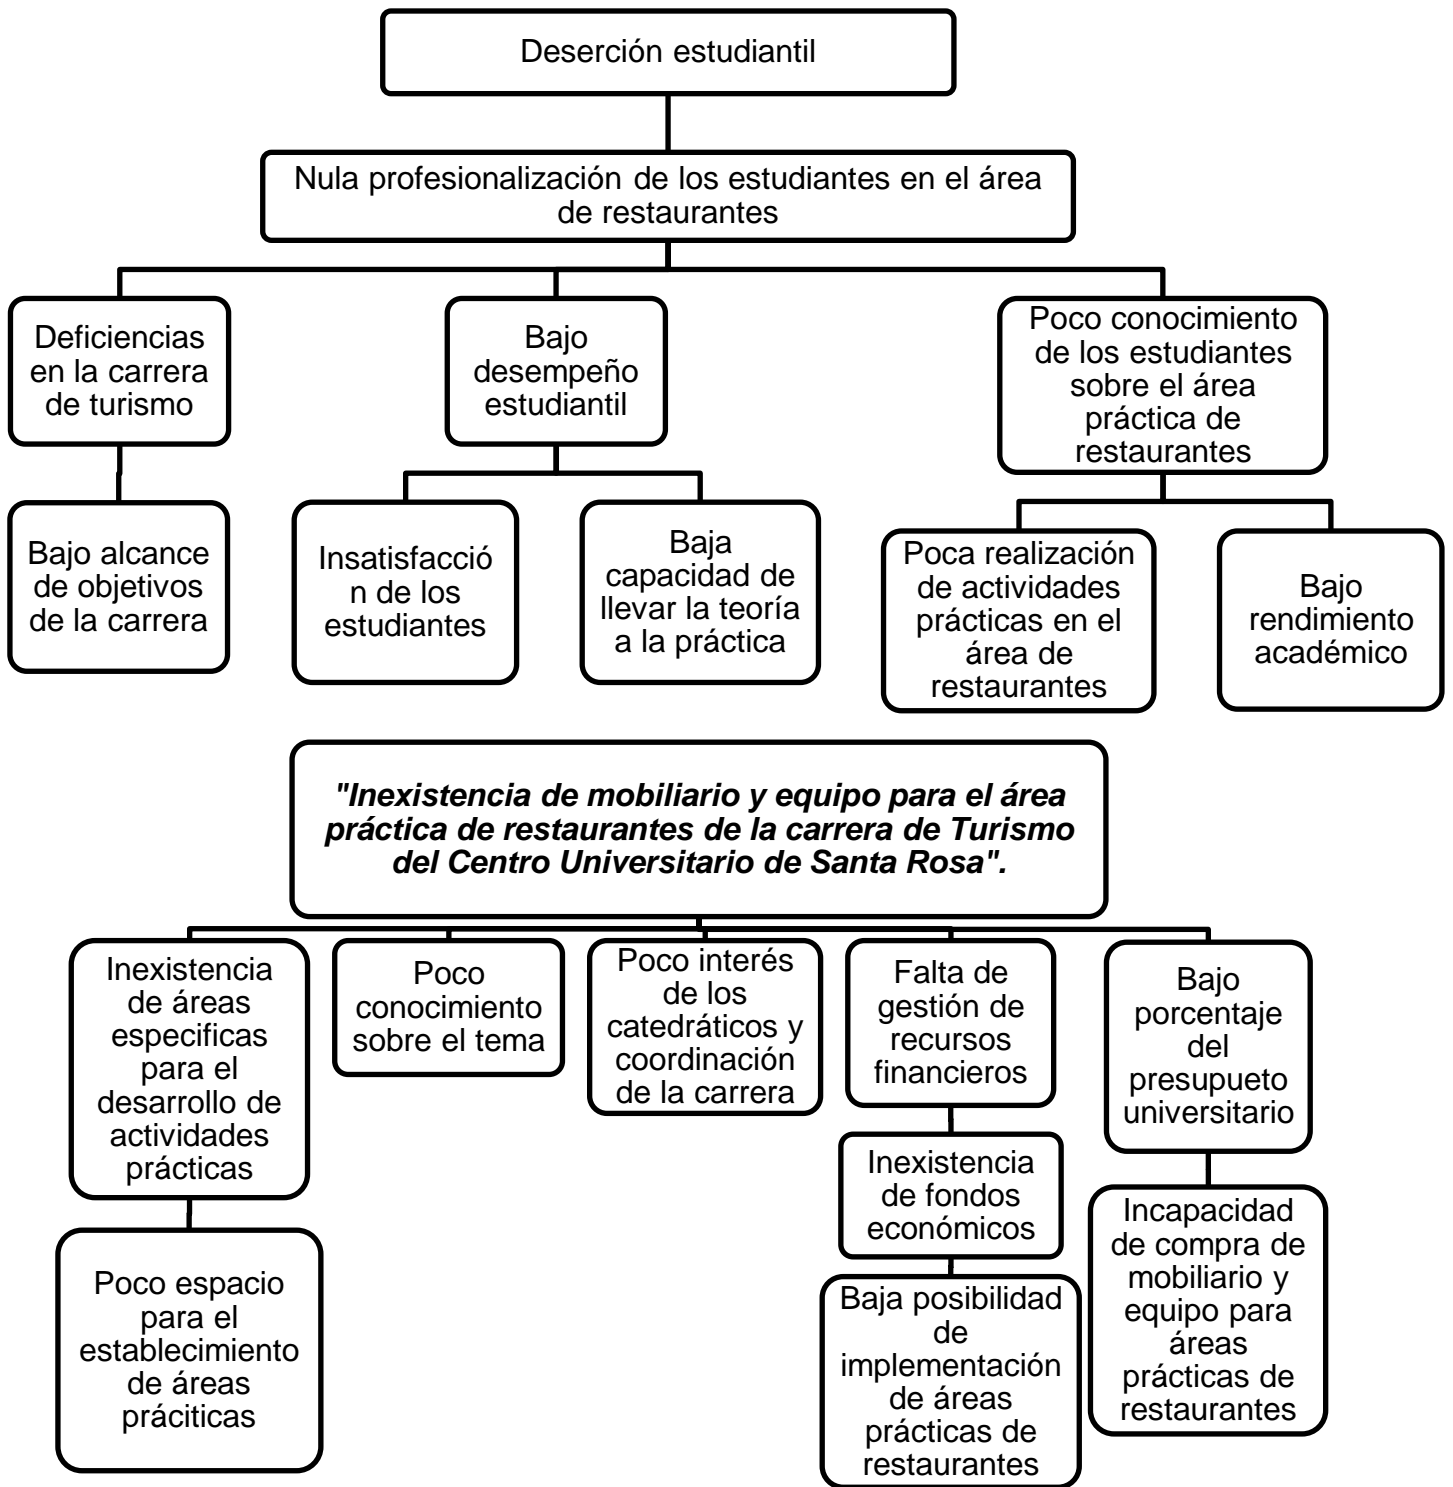 Deserción estudiantil
Nula profesionalización de los estudiantes en el área
de restaurantes
Deficiencias
en la carrera
de turismo
Bajo
desempeño
estudiantil
Poco conocimiento
de los estudiantes
sobre el área
práctica de
restaurantes
Bajo alcance
de objetivos
de la carrera
Insatisfacció
n de los
estudiantes
Baja
capacidad de
llevar la teoría
a la práctica
Poca realización
de actividades
prácticas en el
área de
restaurantes
Bajo
rendimiento
académico
"Inexistencia de mobiliario y equipo para el área
práctica de restaurantes de la carrera de Turismo
del Centro Universitario de Santa Rosa".
Inexistencia
de áreas
especificas
para el
desarrollo de
actividades
prácticas
Poco
conocimiento
sobre el tema
Poco interés
de los
catedráticos y
coordinación
de la carrera
Falta de
gestión de
recursos
financieros
Bajo
porcentaje
del
presupueto
universitario
Poco espacio
para el
establecimiento
de áreas
práciticas
Inexistencia
de fondos
económicos
Baja posibilidad
de
implementación
de áreas
prácticas de
restaurantes
Incapacidad
de compra de
mobiliario y
equipo para
áreas
prácticas de
restaurantes